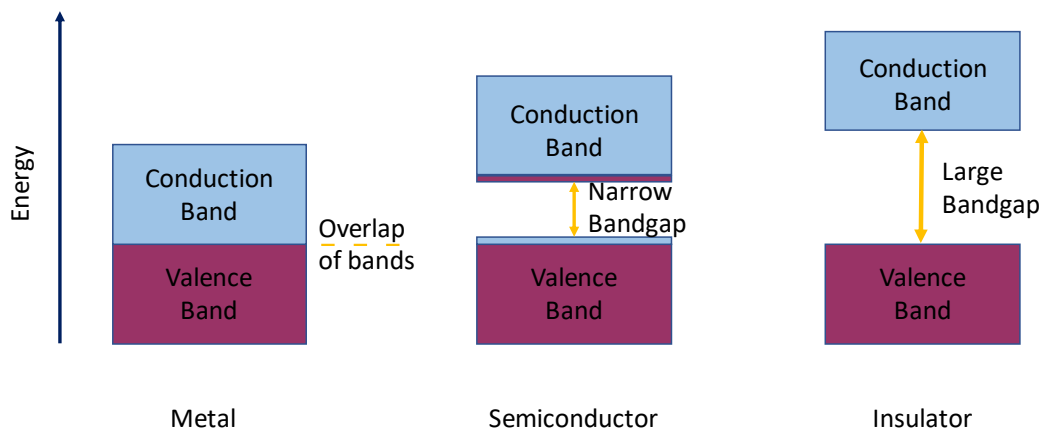 Energy
Conduction
Band
Valence
Band
Overlap
of bands
Metal
Conduction
Band
Narrow
Bandgap
Valence
Band
Semiconductor
Conduction
Band
Large
Bandgap
Valence
Band
Insulator